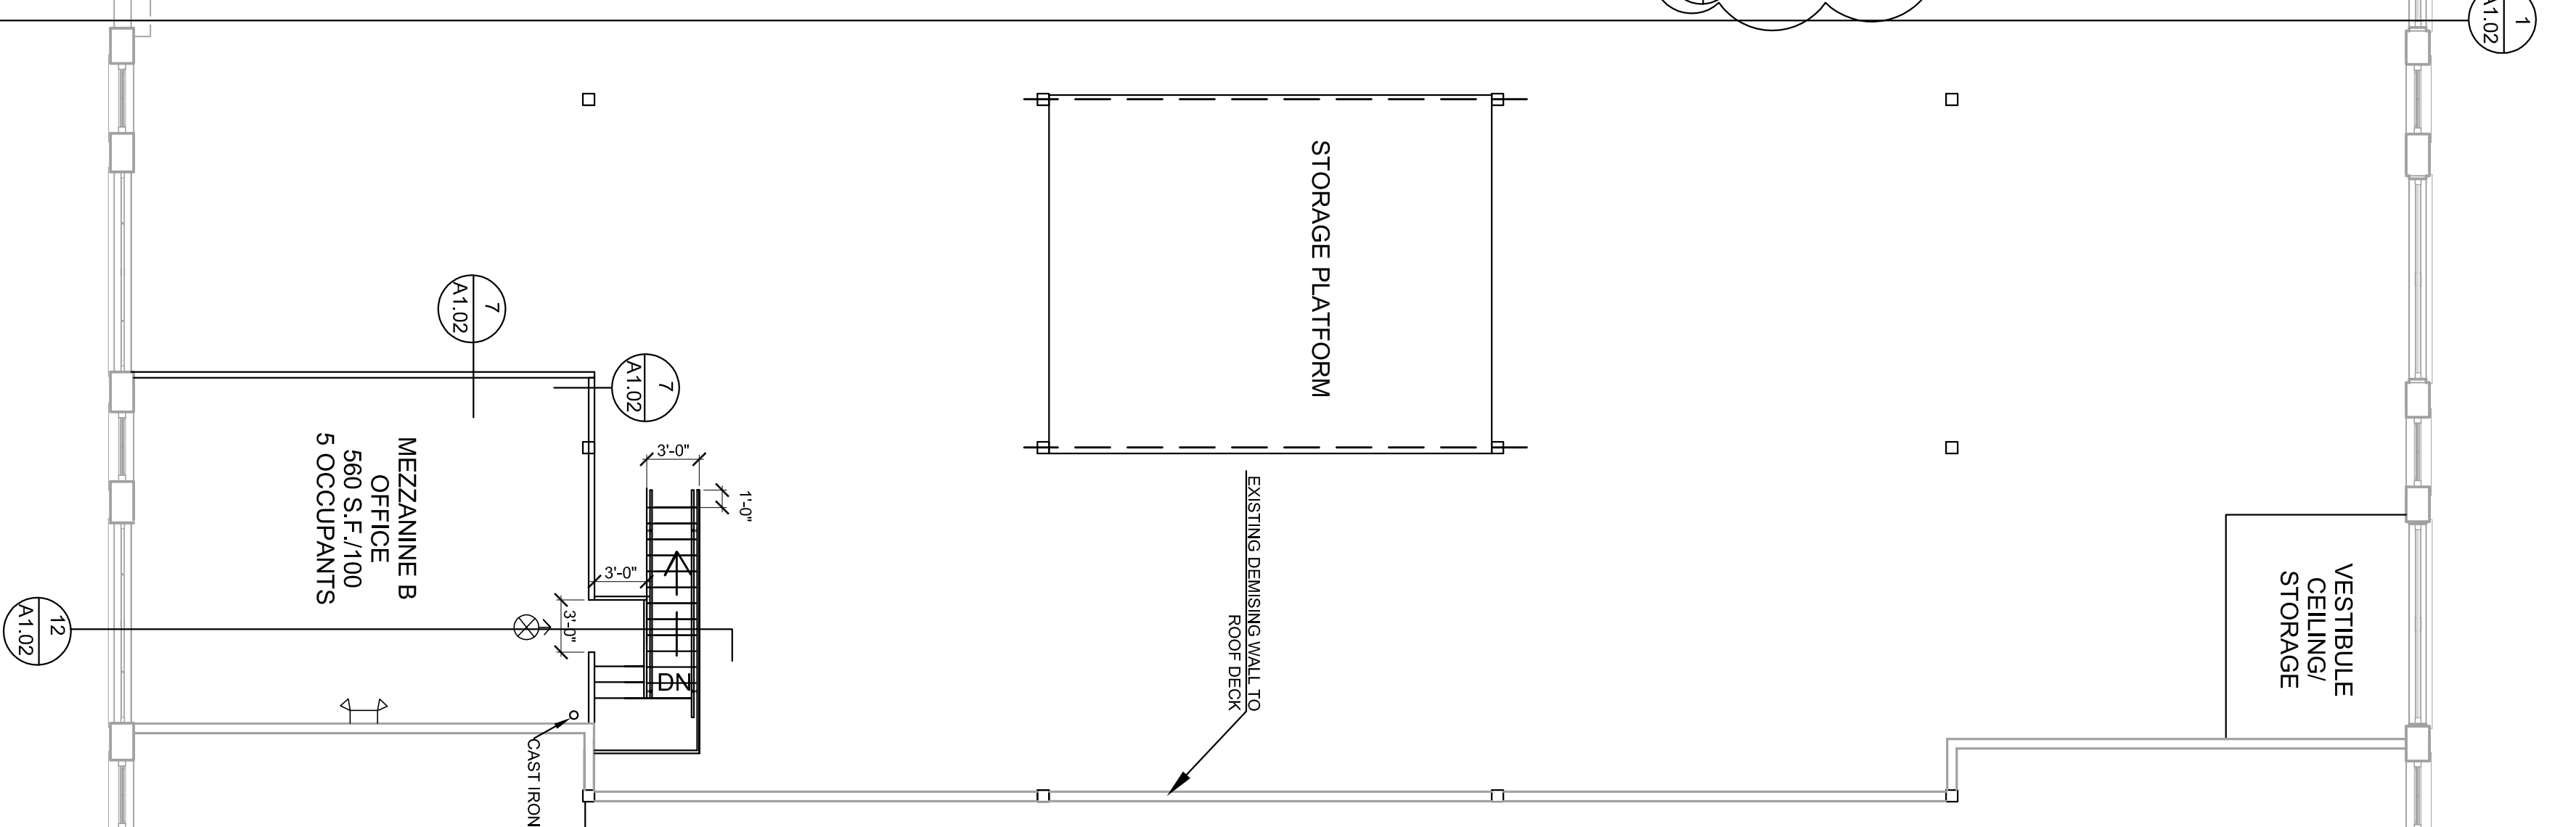 1
A1.02
STORAGE PLATFORM
7
A1.02
7
A1.02
MEZZANINE B
OFFICE
560 S.F./100
5 OCCUPANTS
3'-0"
1'-0"
3'-0"
3'-0"
DN
EXISTING DEMISING WALL TO
ROOF DECK
VESTIBULE
CEILING/
STORAGE
12
A1.02
CAST IRON